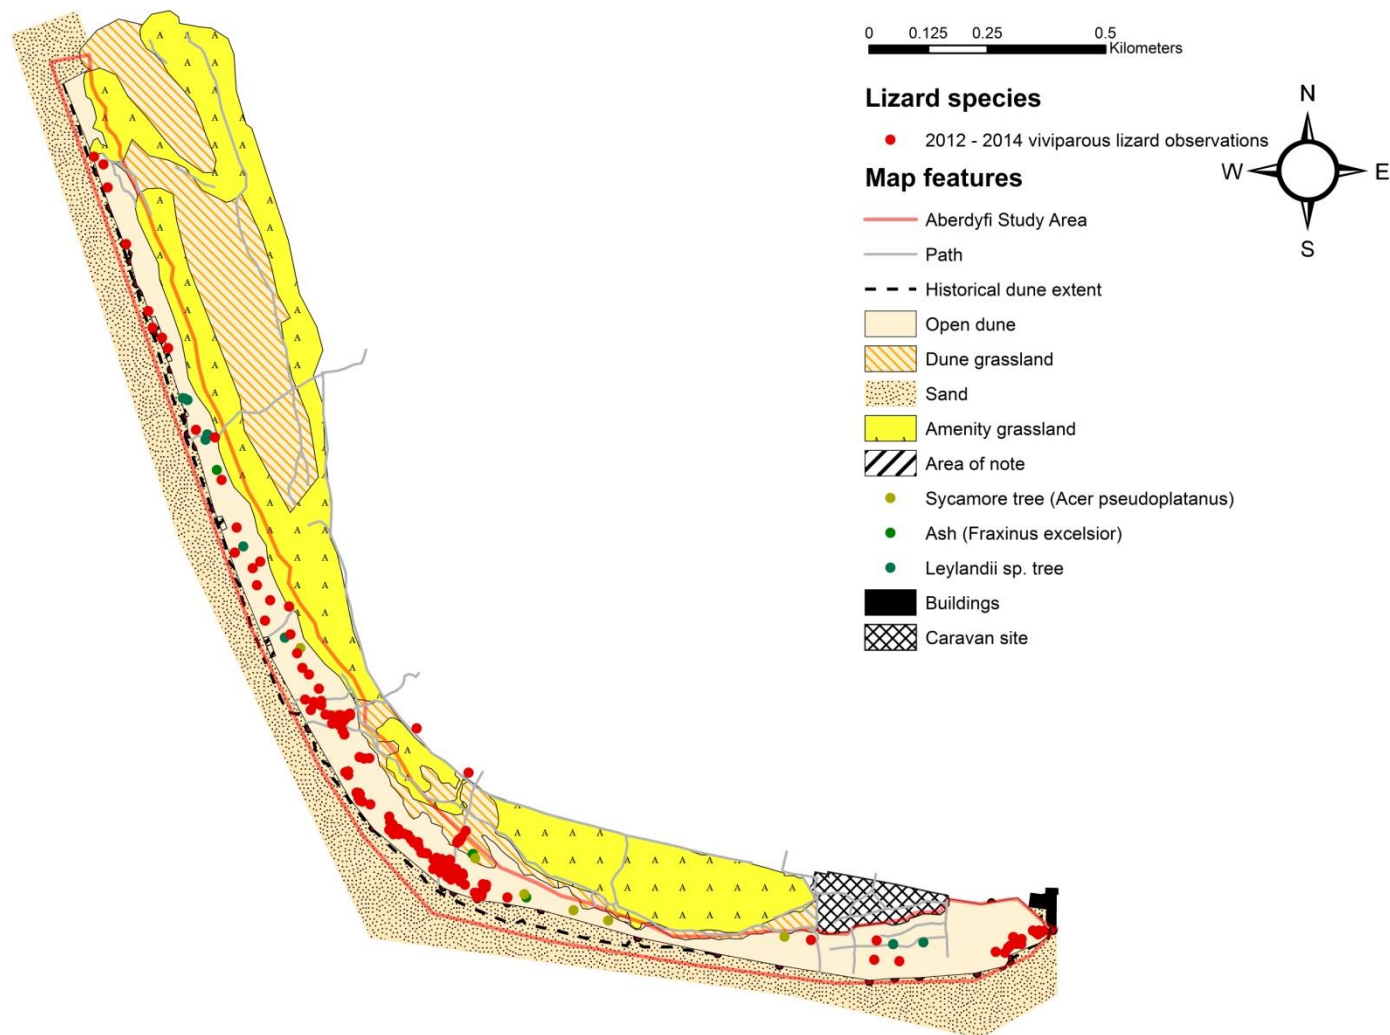 0 0.125 0.25 0.5
Kilometers
Lizard species
2012 - 2014 viviparous lizard observations
Map features
Aberdyfi Study Area
Path
Historical dune extent
Open dune
Dune grassland
Sand
Amenity grassland
Area of note
Sycamore tree (Acer pseudoplatanus)
Ash (Fraxinus excelsior)
Leylandii sp. tree
Buildings
Caravan site
N
W E
S